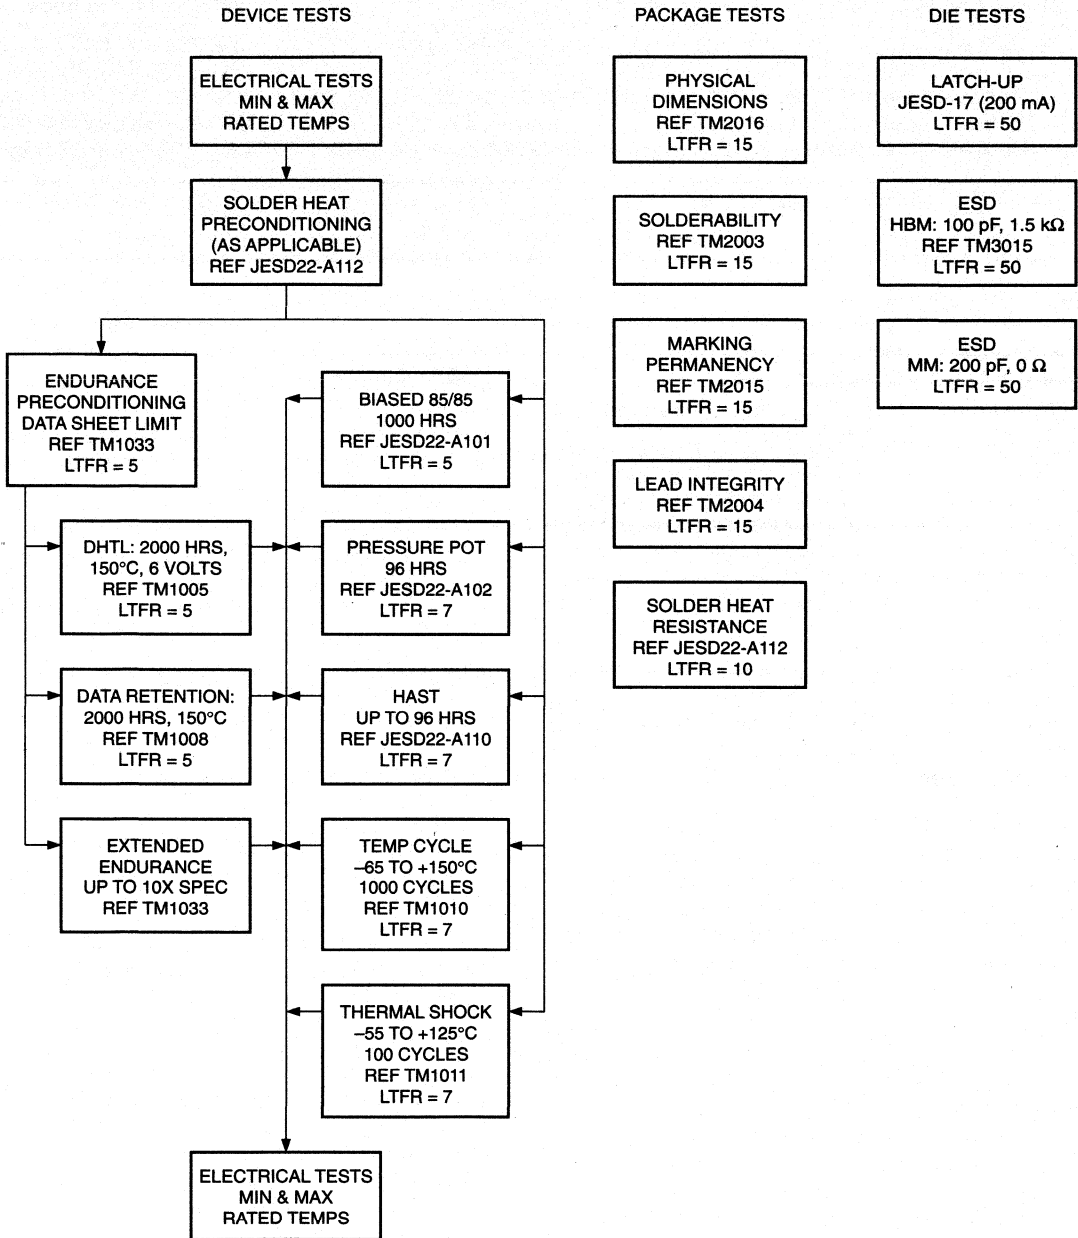 DEVICE TESTS
ELECTRICAL TESTS
MIN & MAX
RATED TEMPS
SOLDER HEAT
PRECONDITIONING
(AS APPLICABLE)
REF JESD22-A112
ENDURANCE
PRECONDITIONING
DATA SHEET LIMIT
REF TM1033
LTFR = 5
DHTL: 2000 HRS,
150°C, 6 VOLTS
REF TM1005
LTFR = 5
DATA RETENTION:
2000 HRS, 150°C
REF TM1008
LTFR = 5
EXTENDED
ENDURANCE
UP TO 10X SPEC
REF TM1033
BIASED 85/85
1000 HRS
REF JESD22-A101
LTFR = 5
PRESSURE POT
96 HRS
REF JESD22-A102
LTFR = 7
HAST
UP TO 96 HRS
REF JESD22-A110
LTFR = 7
TEMP CYCLE
–65 TO +150°C
1000 CYCLES
REF TM1010
LTFR = 7
THERMAL SHOCK
–55 TO +125°C
100 CYCLES
REF TM1011
LTFR = 7
ELECTRICAL TESTS
MIN & MAX
RATED TEMPS
PACKAGE TESTS
PHYSICAL
DIMENSIONS
REF TM2016
LTFR = 15
SOLDERABILITY
REF TM2003
LTFR = 15
MARKING
PERMANENCY
REF TM2015
LTFR = 15
LEAD INTEGRITY
REF TM2004
LTFR = 15
SOLDER HEAT
RESISTANCE
REF JESD22-A112
LTFR = 10
DIE TESTS
LATCH-UP
JESD-17 (200 mA)
LTFR = 50
ESD
HBM: 100 pF, 1.5 kΩ
REF TM3015
LTFR = 50
ESD
MM: 200 pF, 0 Ω
LTFR = 50